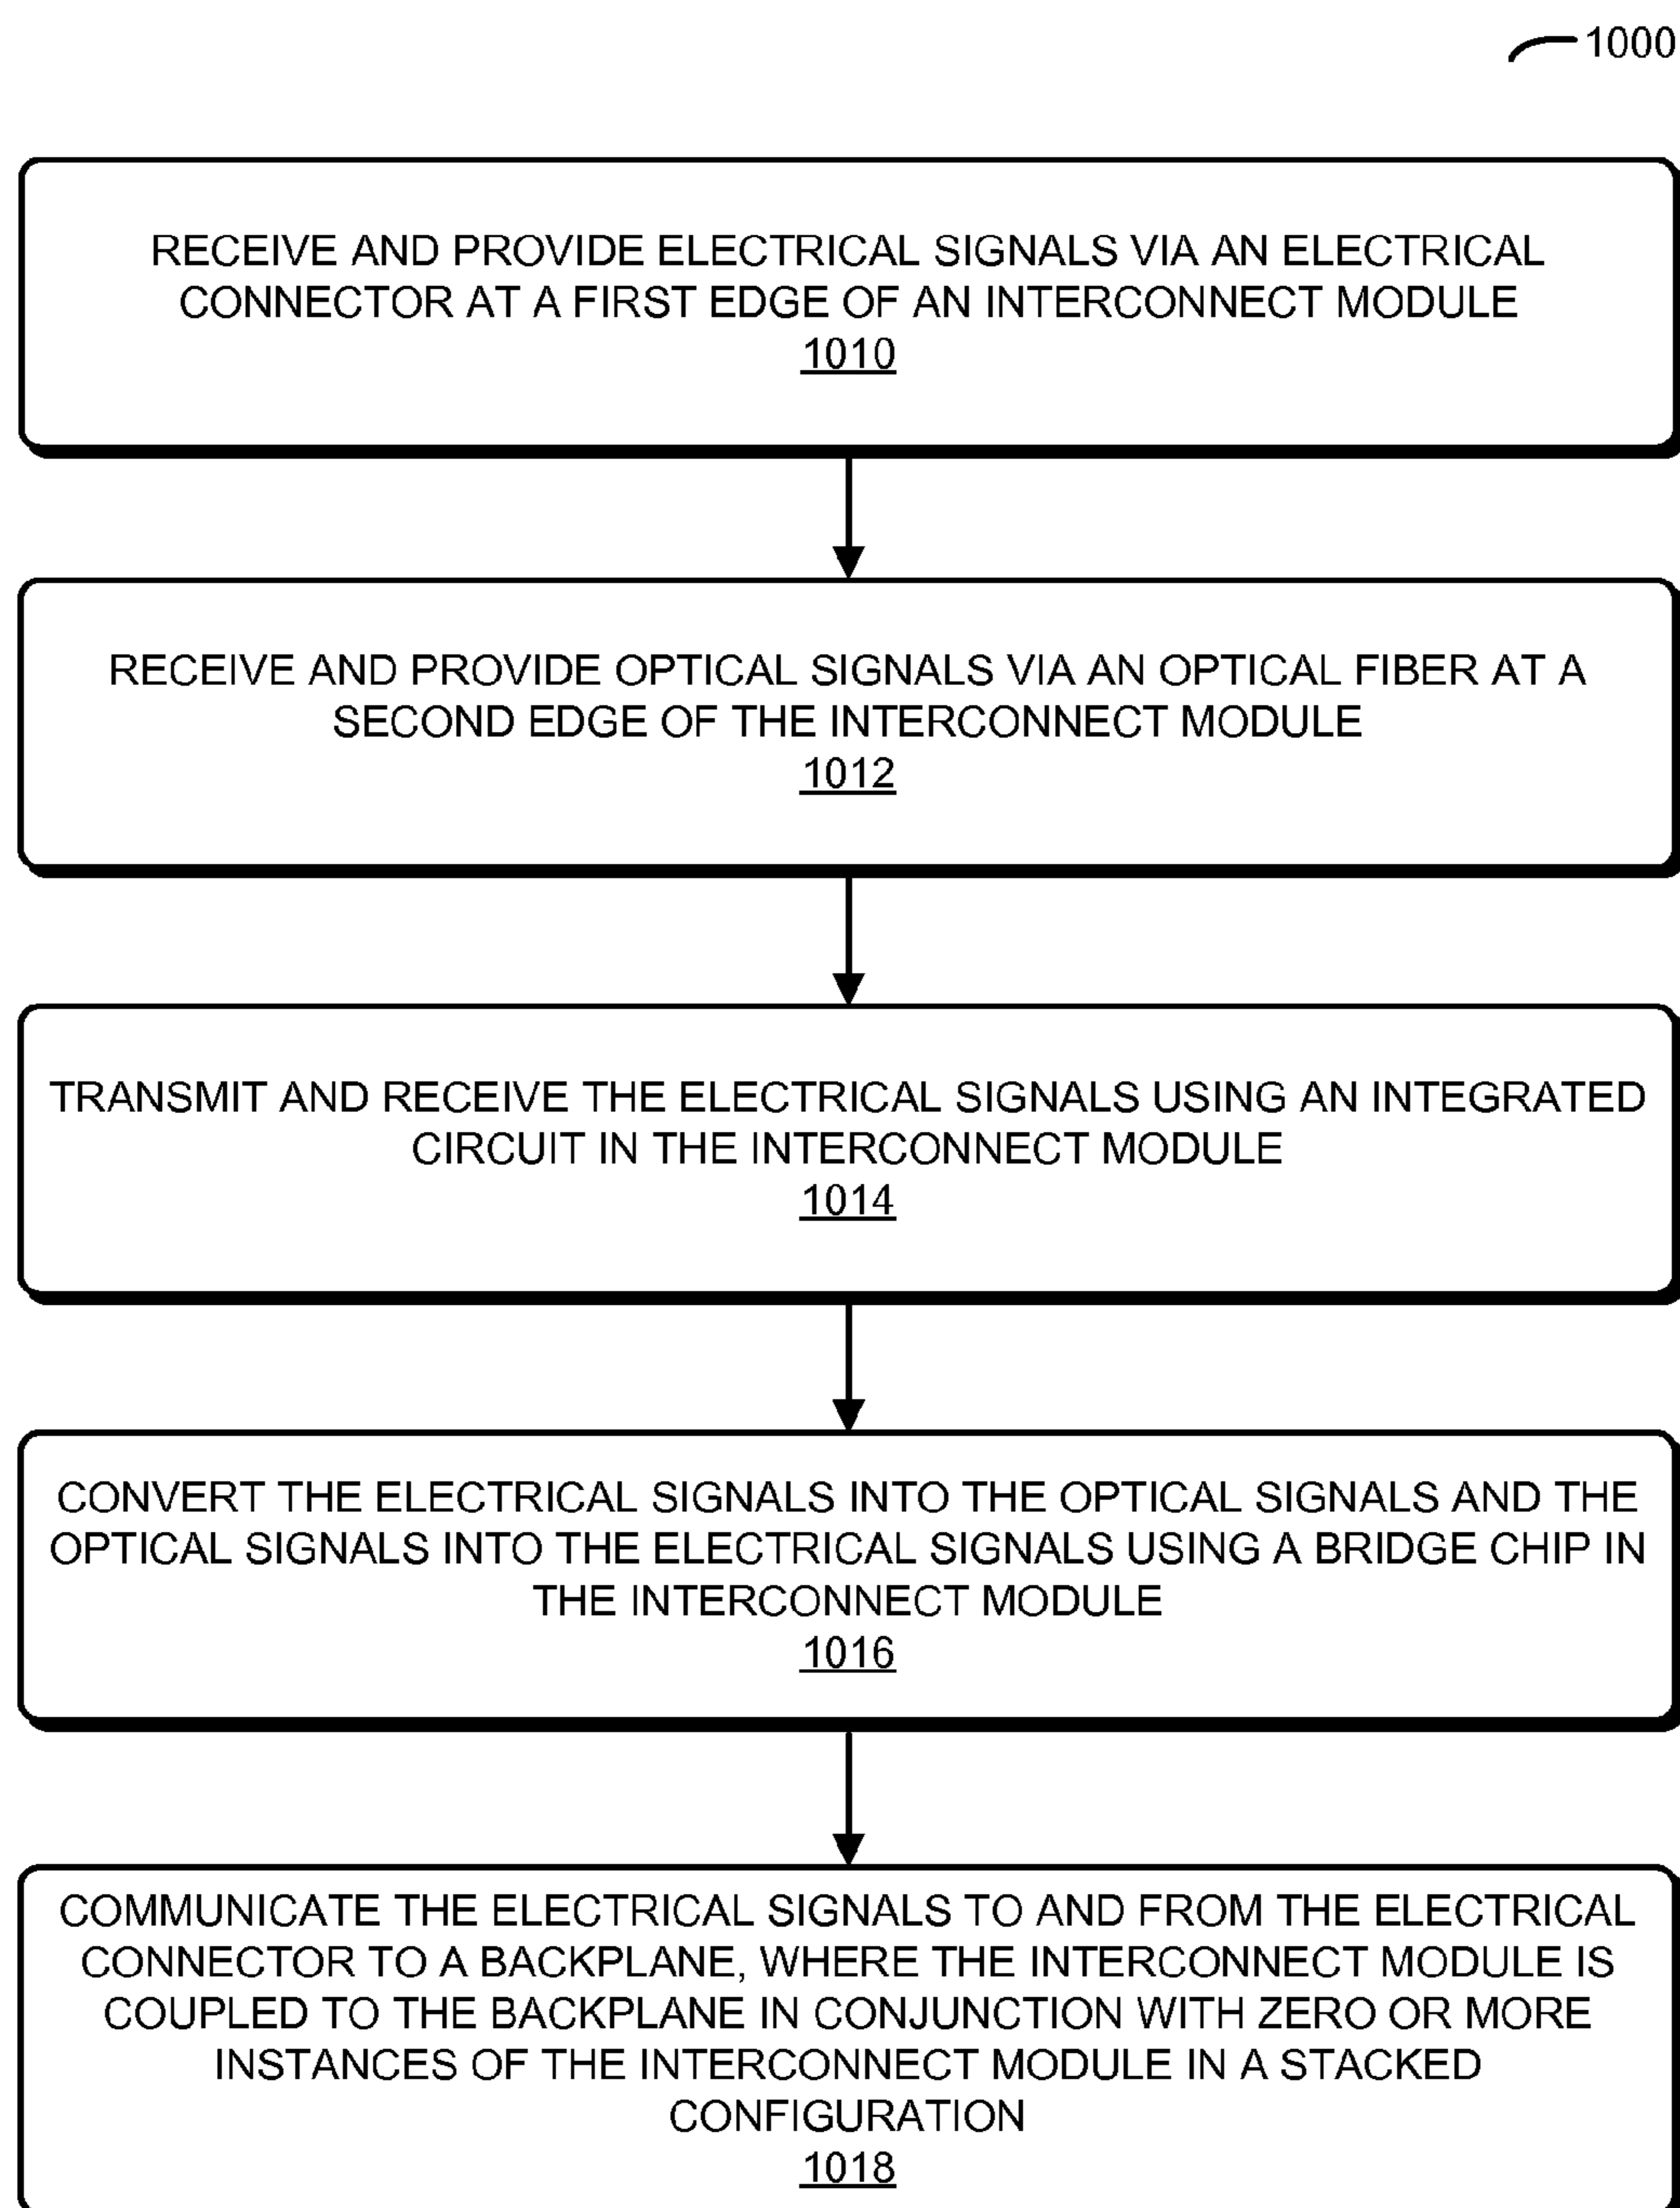 1000
RECEIVE AND PROVIDE ELECTRICAL SIGNALS VIA AN ELECTRICAL
CONNECTOR AT A FIRST EDGE OF AN INTERCONNECT MODULE
1010
RECEIVE AND PROVIDE OPTICAL SIGNALS VIA AN OPTICAL FIBER AT A
SECOND EDGE OF THE INTERCONNECT MODULE
1012
TRANSMIT AND RECEIVE THE ELECTRICAL SIGNALS USING AN INTEGRATED
CIRCUIT IN THE INTERCONNECT MODULE
1014
CONVERT THE ELECTRICAL SIGNALS INTO THE OPTICAL SIGNALS AND THE
OPTICAL SIGNALS INTO THE ELECTRICAL SIGNALS USING A BRIDGE CHIP IN
THE INTERCONNECT MODULE
1016
COMMUNICATE THE ELECTRICAL SIGNALS TO AND FROM THE ELECTRICAL
CONNECTOR TO A BACKPLANE, WHERE THE INTERCONNECT MODULE IS
COUPLED TO THE BACKPLANE IN CONJUNCTION WITH ZERO OR MORE
INSTANCES OF THE INTERCONNECT MODULE IN A STACKED
CONFIGURATION
1018